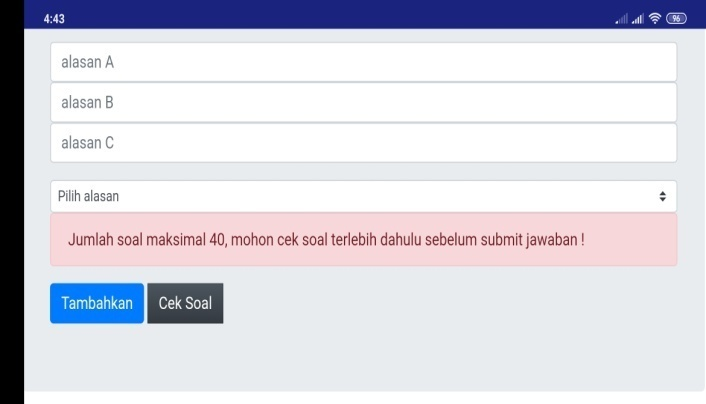 4:43
96
alasan A
alasan B
alasan C
Pilih alasan
Jumlah soal maksimal 40, mohon cek soal terlebih dahulu sebelum submit jawaban !
Tambahkan Cek Soal